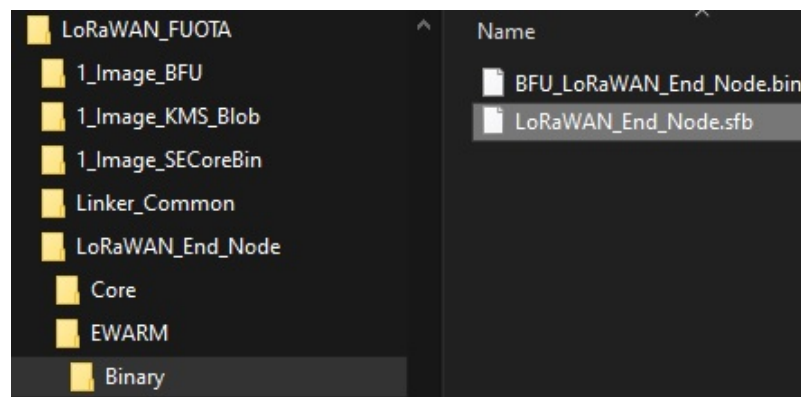 LoRaWAN_FUOTA
1_Image_BFU
1_Image_KMS_Blob
1_Image_SECoreBin
Linker_Common
LoRaWAN_End_Node
Core
EWARM
Binary
Name
BFU_LoRaWAN_End_Node.bin
LoRaWAN_End_Node.sfb